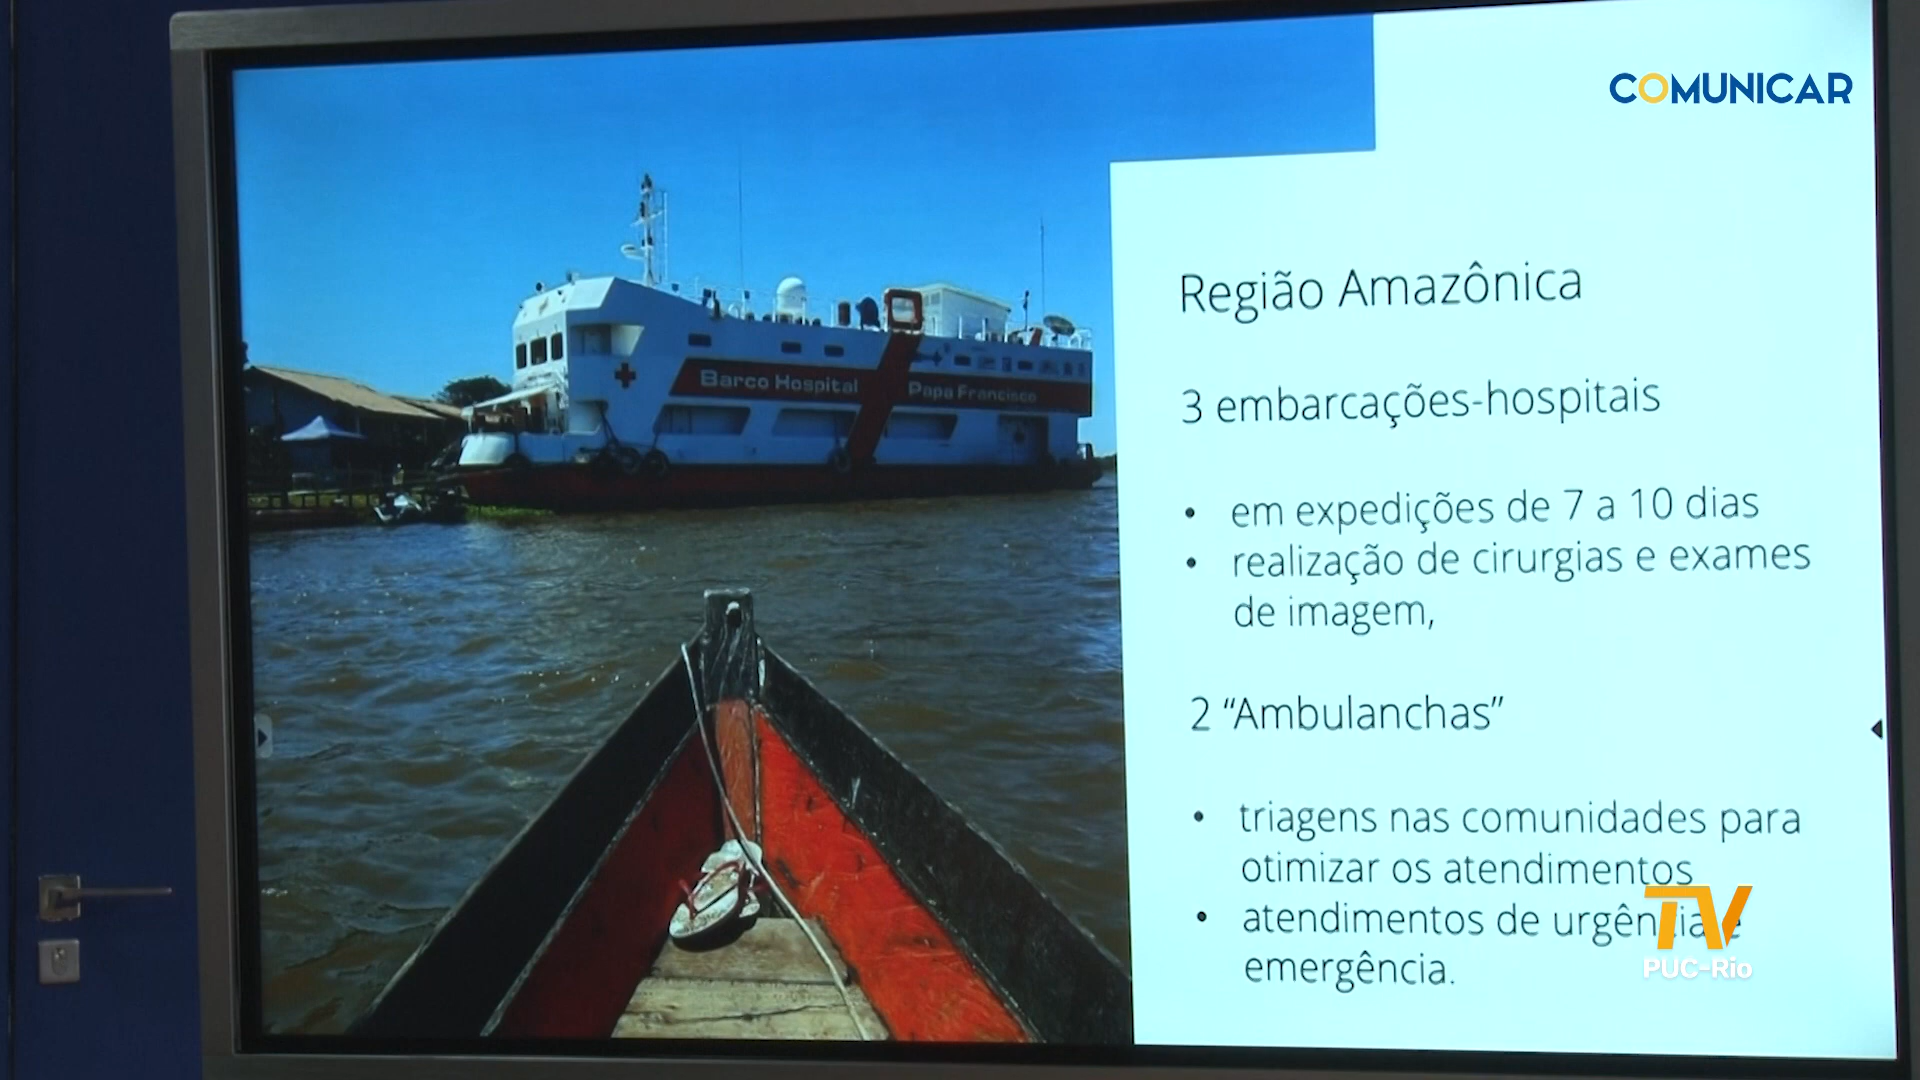 COMUNICAR
Barco Hospital Papa Francisco
Região Amazônica
3 embarcações-hospitais
• em expedições de 7 a 10 dias
• realização de cirurgias e exames
de imagem,
2 “Ambulanchas”
• triagens nas comunidades para
otimizar os atendimentos
• atendimentos de urgência e
emergência.
TV
PUC-Rio